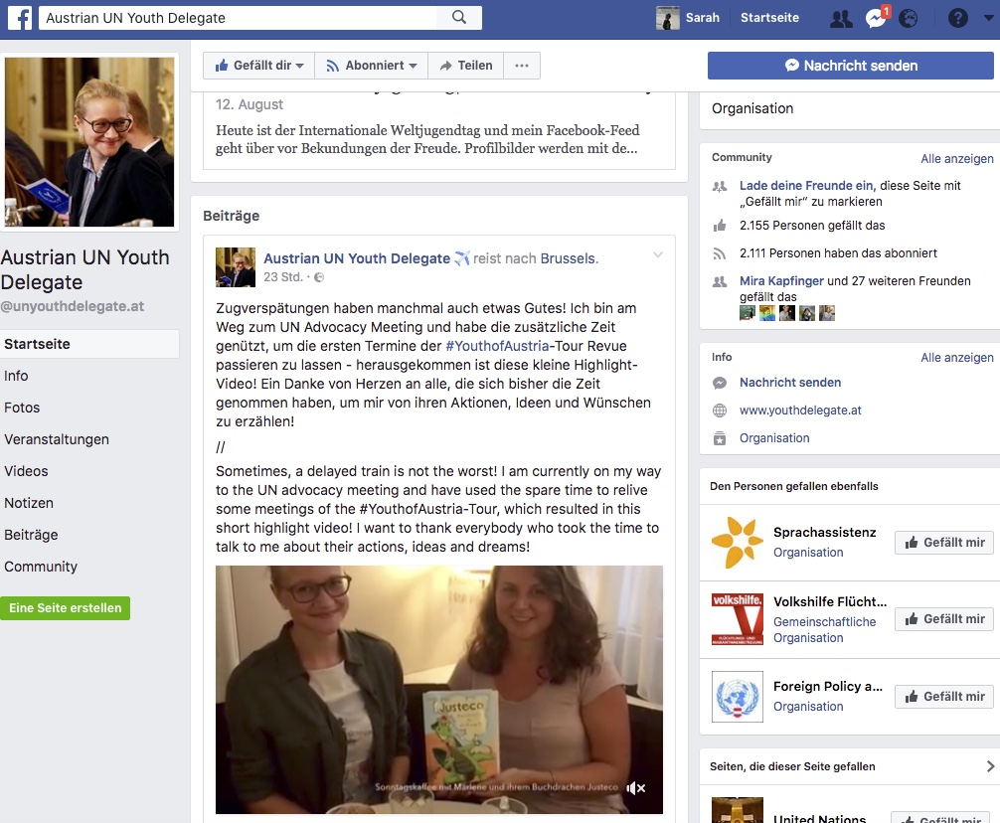 Austrian UN Youth Delegate
Sarah
Startseite
1
Gefällt dir
Abonniert
Teilen
Nachricht senden
12. August
Heute ist der Internationale Weltjugendtag und mein Facebook-Feed
geht über vor Bekundungen der Freude. Profilbilder werden mit de...
Austrian UN Youth
Delegate
@unyouthdelegate.at
Startseite
Info
Fotos
Veranstaltungen
Videos
Notizen
Beiträge
Community
Eine Seite erstellen
Beiträge
Austrian UN Youth Delegate reist nach Brussels.
23 Std. ·
Zugverspätungen haben manchmal auch etwas Gutes! Ich bin am
Weg zum UN Advocacy Meeting und habe die zusätzliche Zeit
genützt, um die ersten Termine der #YouthofAustria-Tour Revue
passieren zu lassen - herausgekommen ist diese kleine Highlight-
Video! Ein Danke von Herzen an alle, die sich bisher die Zeit
genommen haben, um mir von ihren Aktionen, Ideen und Wünschen
zu erzählen!
//
Sometimes, a delayed train is not the worst! I am currently on my way
to the UN advocacy meeting and have used the spare time to relive
some meetings of the #YouthofAustria-Tour, which resulted in this
short highlight video! I want to thank everybody who took the time to
talk to me about their actions, ideas and dreams!
Justeco
Sonntagskaffee mit Marlene und ihrem Buchdrachen Justeco
Organisation
Community
Alle anzeigen
Lade deine Freunde ein, diese Seite mit
„Gefällt mir“ zu markieren
2.155 Personen gefällt das
2.111 Personen haben das abonniert
Mira Kapfinger und 27 weiteren Freunden
gefällt das
Info
Alle anzeigen
Nachricht senden
www.youthdelegate.at
Organisation
Den Personen gefallen ebenfalls
Sprachassistenz
Organisation
Gefällt mir
volkshilfe.
Volkshilfe Flücht...
Gemeinschaftliche
Organisation
Gefällt mir
Foreign Policy a...
Organisation
Gefällt mir
Seiten, die dieser Seite gefallen
United Nations
Gefällt mir